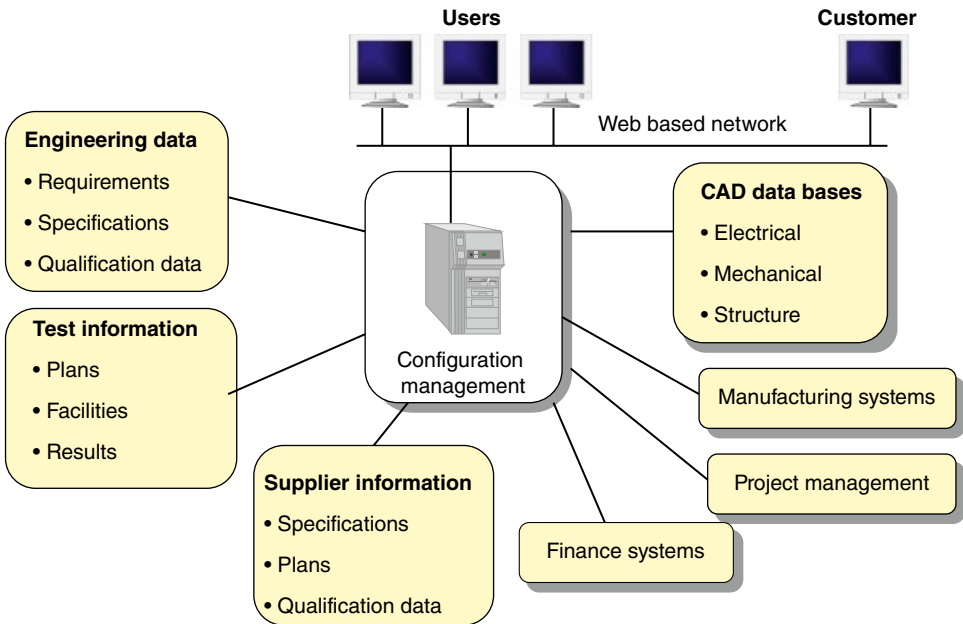 Users
Customer
Web based network
Engineering data
• Requirements
• Specifications
• Qualification data
CAD data bases
• Electrical
• Mechanical
• Structure
Test information
• Plans
• Facilities
• Results
Configuration
management
Manufacturing systems
Supplier information
• Specifications
• Plans
• Qualification data
Project management
Finance systems